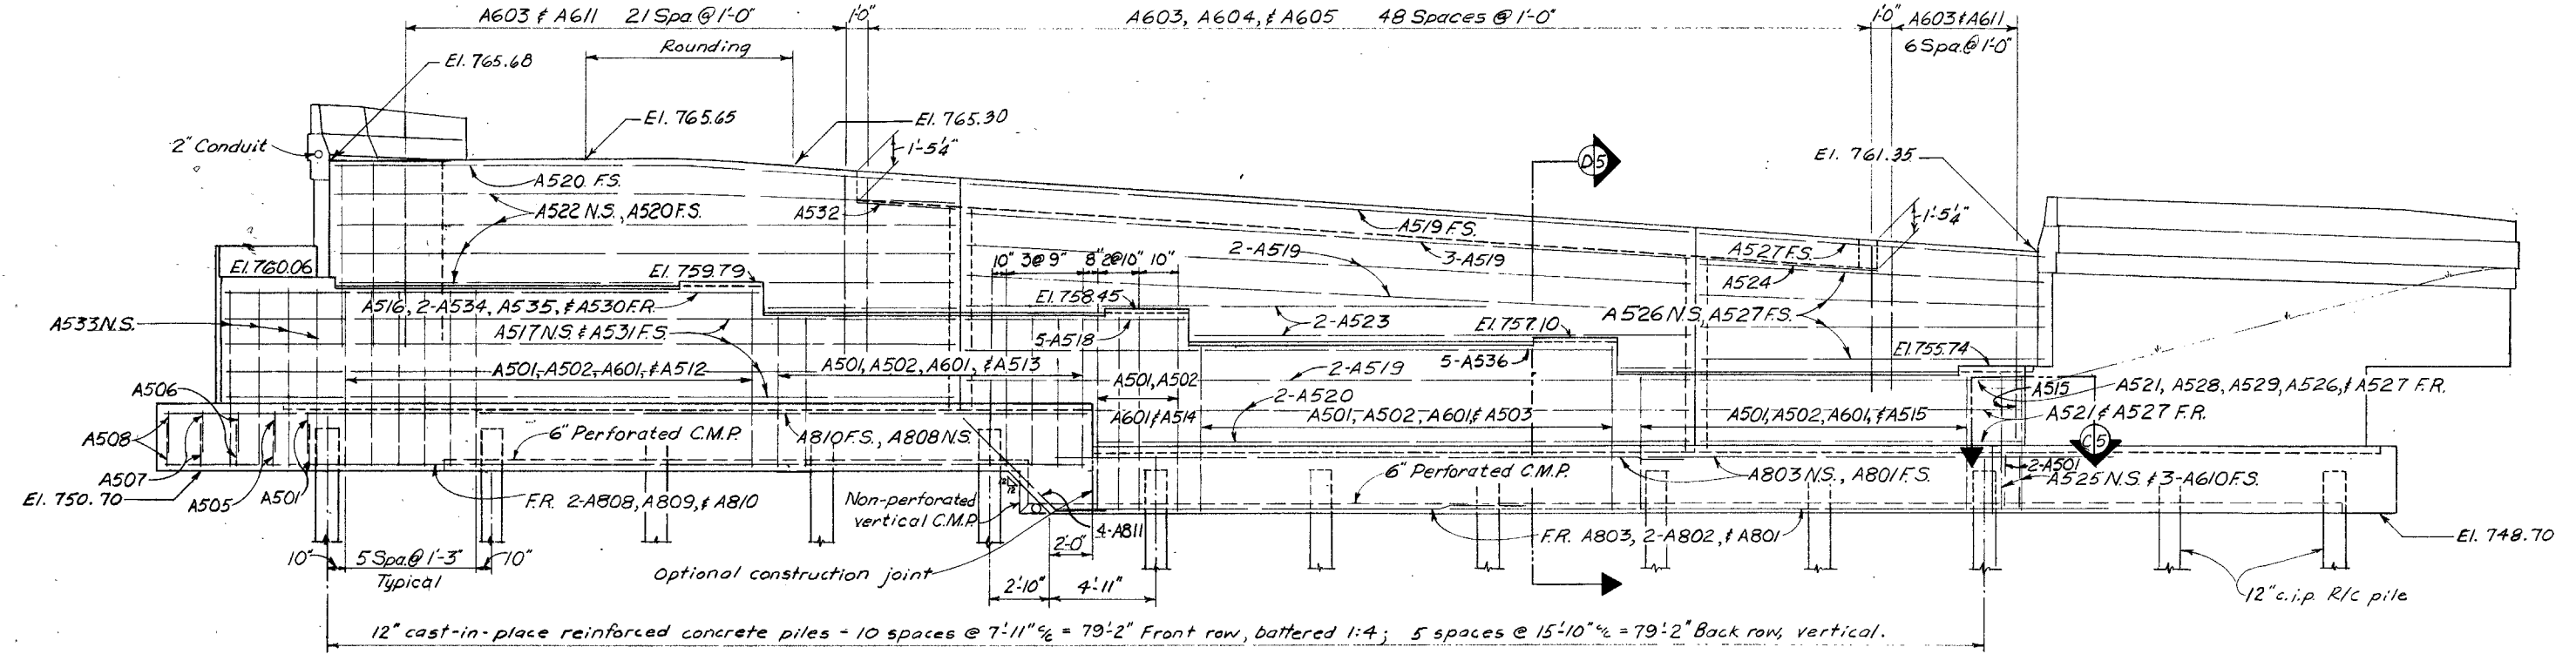 A603 & A611 21 Spa. @ 1'-0"
1'-0"
A603, A604, & A605 48 Spaces @ 1'-0"
1'-0"
A603 & A611
6 Spa. @ 1'-0"
Rounding
El. 765.68
El. 765.65
El. 765.30
2" Conduit
1'-5¼"
D 5
El. 761.35
A520 F.S.
A522 N.S., A520 F.S.
A532
A519 F.S.
1'-5¼"
2-A519
3-A519
A527 F.S.
A524
El. 760.06
El. 759.79
10" 3@9" 8" 2@10" 10"
El. 758.45
A516, 2-A534, A535, & A530 F.R.
A533 N.S.
A517 N.S. & A531 F.S.
5-A518
2-A523
El. 757.10
A526 N.S., A527 F.S.
5-A536
El. 755.74
A501, A502, A601, & A512
A501, A502, A601, & A513
A501, A502
A601 & A514
2-A519
2-A520
A501, A502, A601, & A503
A501, A502, A601, & A515
A515
A521, A528, A529, A526, & A527 F.R.
A521 & A527 F.R.
A506
A508
A507
El. 750.70
A505
A501
6" Perforated C.M.P.
A810 F.S., A808 N.S.
6" Perforated C.M.P.
C 5
2-A501
A803 N.S., A801 F.S.
A525 N.S. & 3-A610 F.S.
F.R. 2-A808, A809, & A810
Non-perforated
vertical C.M.P.
12
12
4-A811
F.R. A803, 2-A802, & A801
El. 748.70
10" 5 Spa. @ 1'-3" 10"
Typical
2'-0"
Optional construction joint
2'-10" 4'-11"
12" c.i.p. R/C pile
12" cast-in-place reinforced concrete piles - 10 spaces @ 7'-11" c/c = 79'-2" Front row, battered 1:4; 5 spaces @ 15'-10" c/c = 79'-2" Back row, vertical.